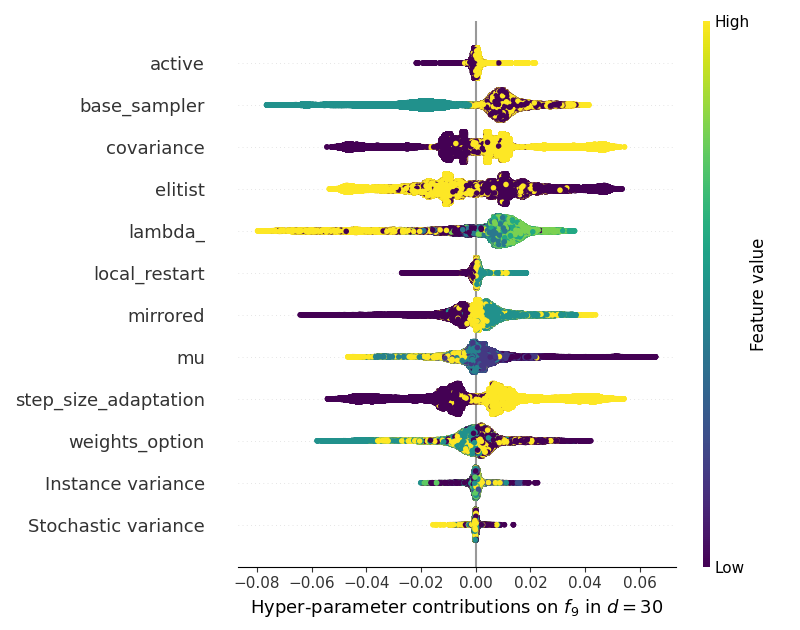 High
active
base_sampler
covariance
elitist
lambda_
local_restart
mirrored
mu
step_size_adaptation
weights_option
Instance variance
Stochastic variance
Feature value
Low
−0.08 −0.06 −0.04 −0.02 0.00 0.02 0.04 0.06
Hyper-parameter contributions on f₉ in d = 30